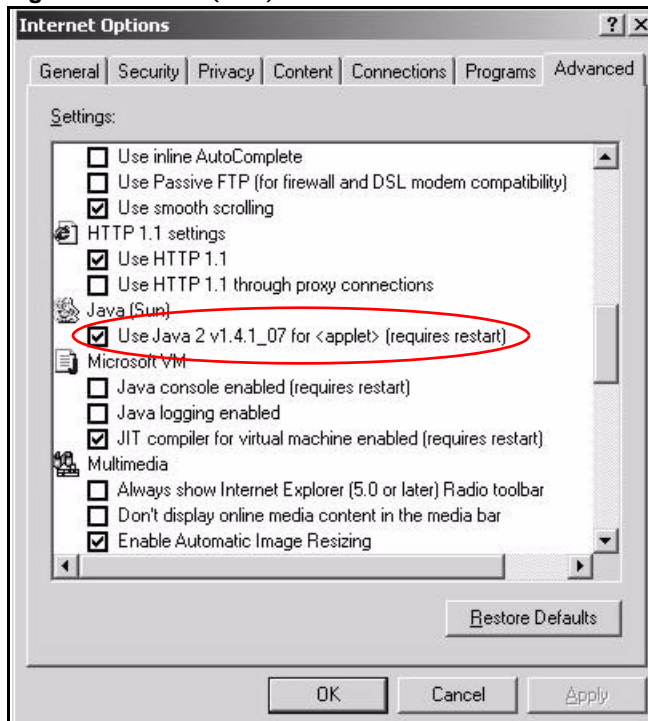 Internet Options
General Security Privacy Content Connections Programs Advanced
Settings:
Use inline AutoComplete
Use Passive FTP (for firewall and DSL modem compatibility)
Use smooth scrolling
HTTP 1.1 settings
Use HTTP 1.1
Use HTTP 1.1 through proxy connections
Java (Sun)
Use Java 2 v1.4.1_07 for <applet> (requires restart)
Microsoft VM
Java console enabled (requires restart)
Java logging enabled
JIT compiler for virtual machine enabled (requires restart)
Multimedia
Always show Internet Explorer (5.0 or later) Radio toolbar
Don't display online media content in the media bar
Enable Automatic Image Resizing
Restore Defaults
OK Cancel Apply